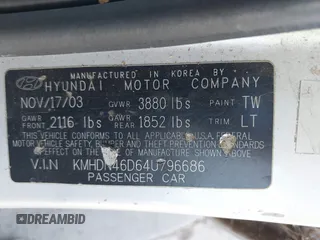 MANUFACTURED IN KOREA BY
HYUNDAI MOTOR COMPANY
NOV/17/03 GVWR 3880 lbs PAINT TW
GAWR FRONT 2116 lbs GAWR REAR 1852 lbs TRIM LT
THIS VEHICLE CONFORMS TO ALL APPLICABLE U.S.A. FEDERAL
MOTOR VEHICLE SAFETY, BUMPER AND THEFT PREVENTION
STANDARDS IN EFFECT ON THE DATE OF
MANUFACTURE SHOWN ABOVE.
V.I.N KMHDN46D64U796686
PASSENGER CAR